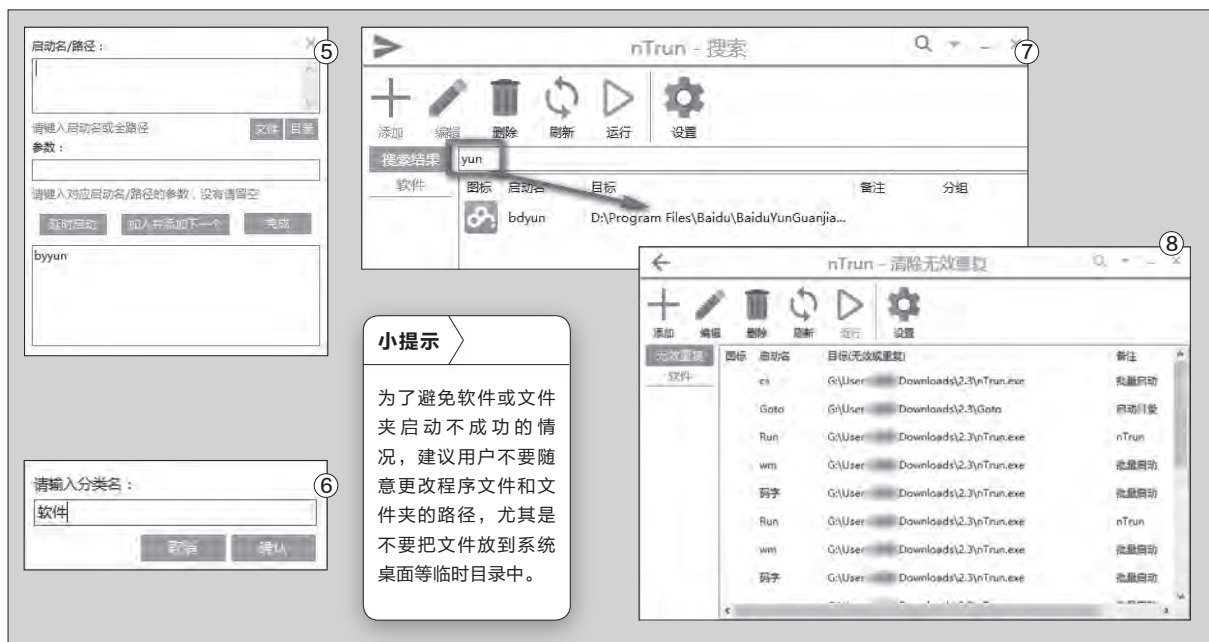 启动名/路径：
⑤
请键入启动名或全路径
文件 目录
参数：
请键入对应启动名/路径的参数，没有请留空
延时启动 加入并添加下一个 完成
byyun
请输入分类名：
⑥
软件
取消 确认
nTrun - 搜索
⑦
添加 编辑 删除 刷新 运行 设置
搜索结果 yun
软件
图标 启动名 目标 备注 分组
bdyun D:\Program Files\Baidu\BaiduYunGuanjia...
小提示
为了避免软件或文件
夹启动不成功的情
况，建议用户不要随
意更改程序文件和文
件夹的路径，尤其是
不要把文件放到系统
桌面等临时目录中。
nTrun - 清除无效重复
⑧
添加 编辑 删除 刷新 运行 设置
无效重复 图标 启动名 目标(无效或重复) 备注
软件
cs G:\User Downloads\2.3\nTrun.exe 批量启动
Goto G:\User Downloads\2.3\Goto 启动目录
Run G:\User Downloads\2.3\nTrun.exe nTrun
wm G:\User Downloads\2.3\nTrun.exe 批量启动
码字 G:\User Downloads\2.3\nTrun.exe 批量启动
Run G:\User Downloads\2.3\nTrun.exe nTrun
wm G:\User Downloads\2.3\nTrun.exe 批量启动
码字 G:\User Downloads\2.3\nTrun.exe 批量启动